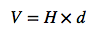 V = H × d